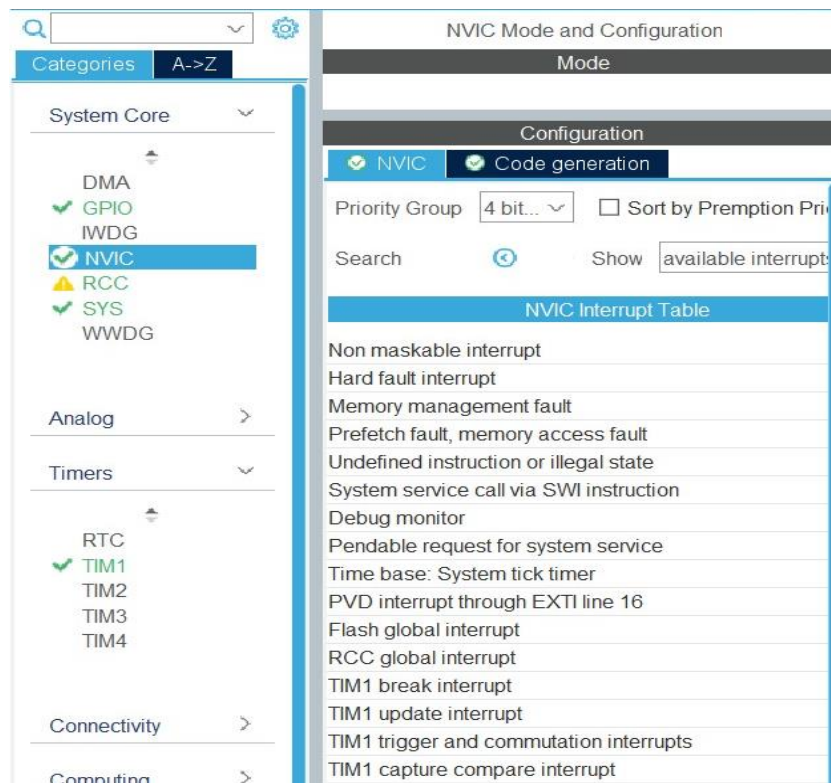 Categories
A->Z
System Core
DMA
GPIO
IWDG
NVIC
RCC
SYS
WWDG
Analog
Timers
RTC
TIM1
TIM2
TIM3
TIM4
Connectivity
Computing
NVIC Mode and Configuration
Mode
Configuration
NVIC
Code generation
Priority Group
4 bit...
Sort by Premption Pri
Search
Show
available interrupts
NVIC Interrupt Table
Non maskable interrupt
Hard fault interrupt
Memory management fault
Prefetch fault, memory access fault
Undefined instruction or illegal state
System service call via SWI instruction
Debug monitor
Pendable request for system service
Time base: System tick timer
PVD interrupt through EXTI line 16
Flash global interrupt
RCC global interrupt
TIM1 break interrupt
TIM1 update interrupt
TIM1 trigger and commutation interrupts
TIM1 capture compare interrupt